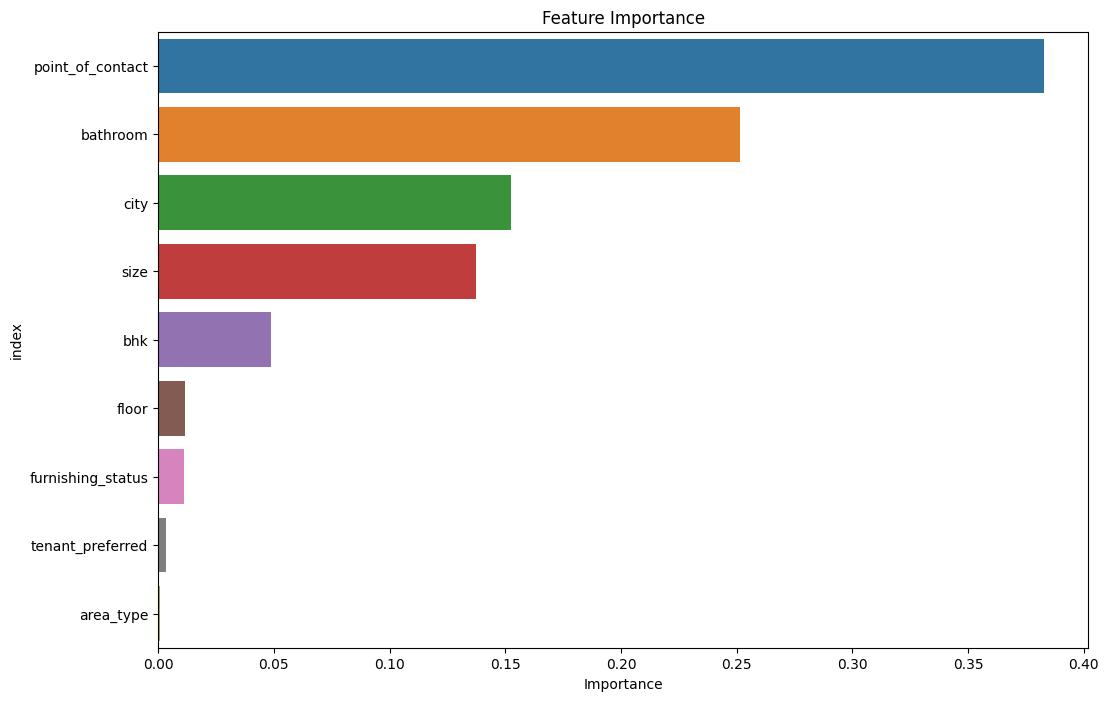 Feature Importance
point_of_contact
bathroom
city
size
bhk
floor
furnishing_status
tenant_preferred
area_type
index
0.00 0.05 0.10 0.15 0.20 0.25 0.30 0.35 0.40
Importance